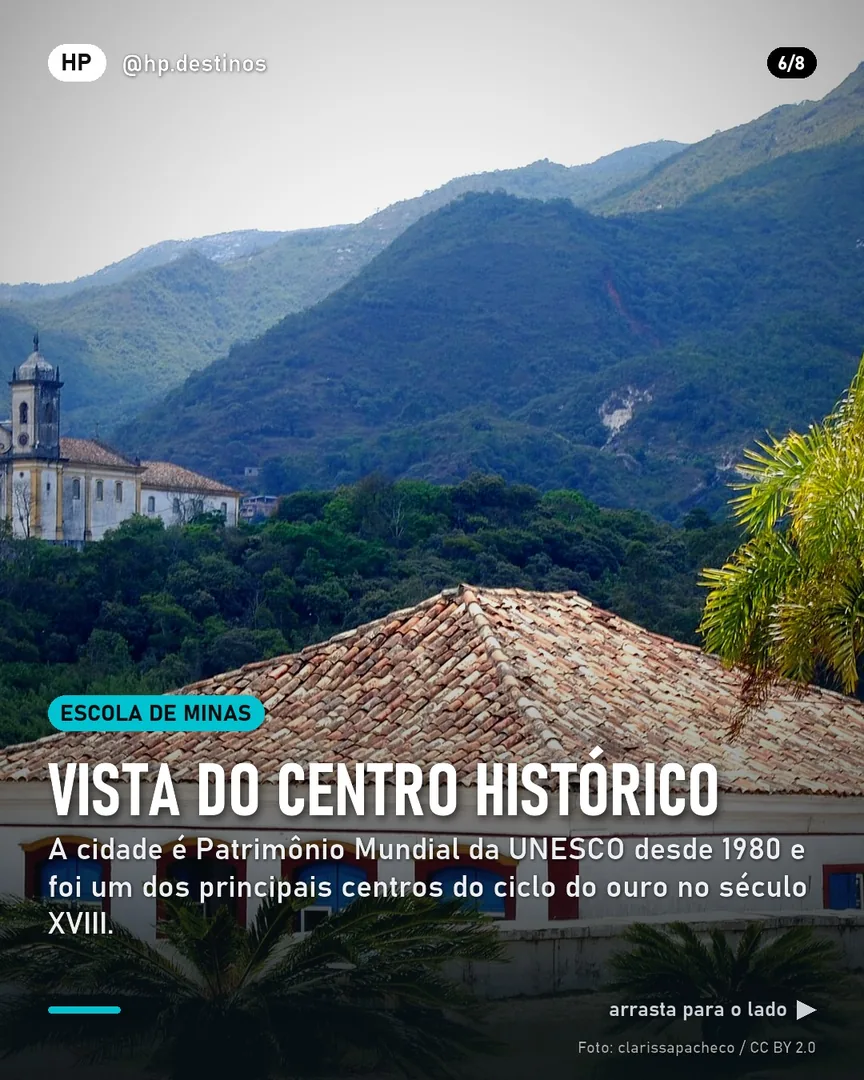 HP @hp.destinos
6/8
ESCOLA DE MINAS
VISTA DO CENTRO HISTÓRICO
A cidade é Patrimônio Mundial da UNESCO desde 1980 e
foi um dos principais centros do ciclo do ouro no século
XVIII.
arrasta para o lado ▶
Foto: clarissapacheco / CC BY 2.0